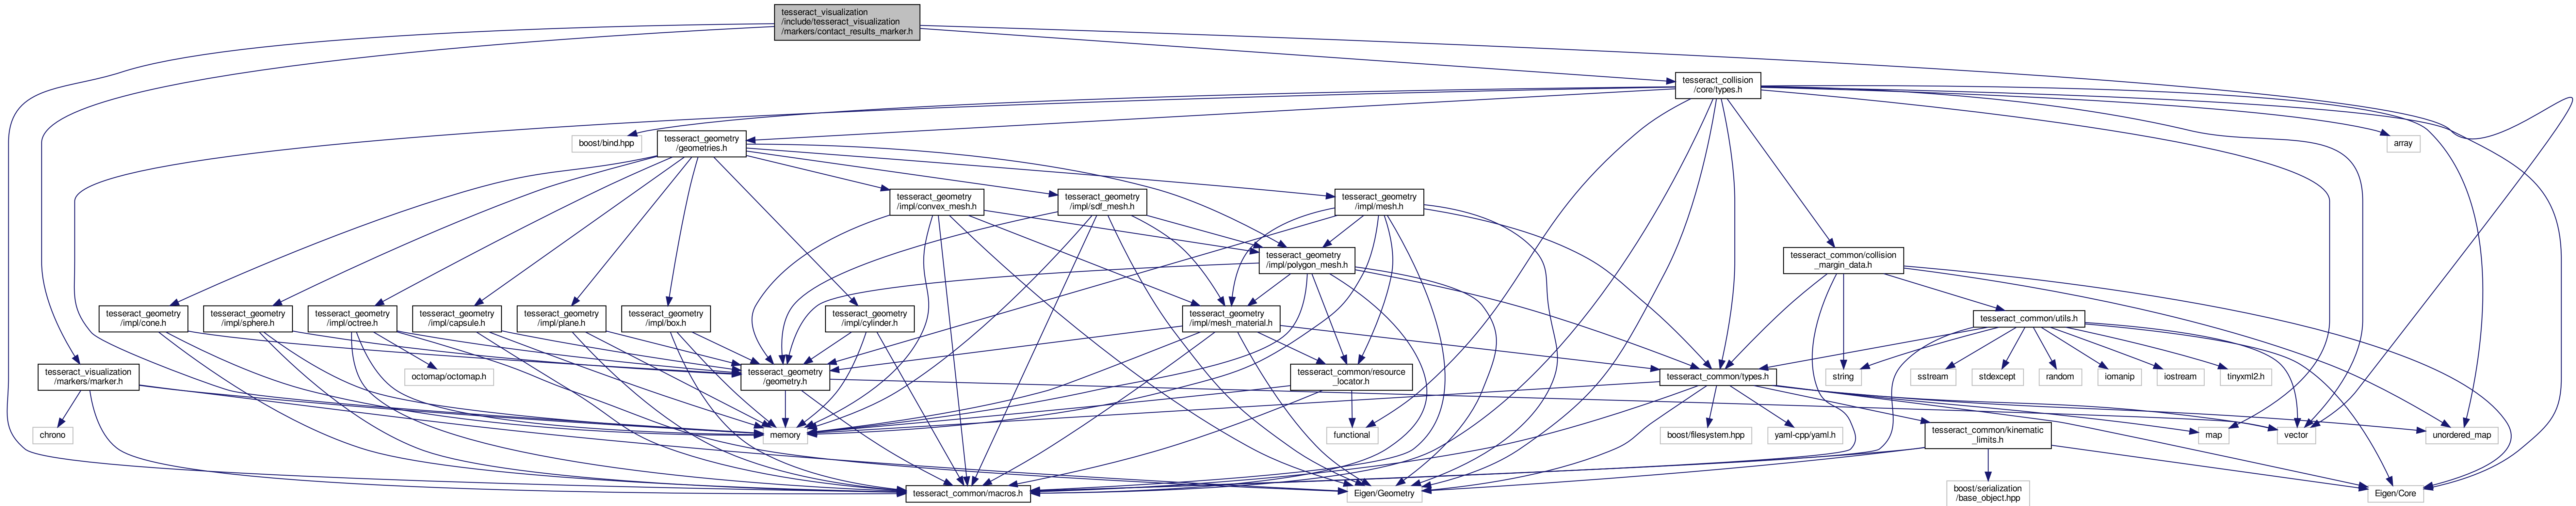 tesseract_visualization
/include/tesseract_visualization
/markers/contact_results_marker.h
tesseract_collision
/core/types.h
boost/bind.hpp
tesseract_geometry
/geometries.h
array
tesseract_geometry
/impl/convex_mesh.h
tesseract_geometry
/impl/sdf_mesh.h
tesseract_geometry
/impl/mesh.h
tesseract_geometry
/impl/polygon_mesh.h
tesseract_common/collision
_margin_data.h
tesseract_geometry
/impl/cone.h
tesseract_geometry
/impl/sphere.h
tesseract_geometry
/impl/octree.h
tesseract_geometry
/impl/capsule.h
tesseract_geometry
/impl/plane.h
tesseract_geometry
/impl/box.h
tesseract_geometry
/impl/cylinder.h
tesseract_geometry
/impl/mesh_material.h
tesseract_common/utils.h
tesseract_visualization
/markers/marker.h
octomap/octomap.h
tesseract_geometry
/geometry.h
tesseract_common/resource
_locator.h
tesseract_common/types.h
string
sstream
stdexcept
random
iomanip
iostream
tinyxml2.h
chrono
memory
functional
boost/filesystem.hpp
yaml-cpp/yaml.h
tesseract_common/kinematic
_limits.h
map
vector
unordered_map
tesseract_common/macros.h
Eigen/Geometry
boost/serialization
/base_object.hpp
Eigen/Core